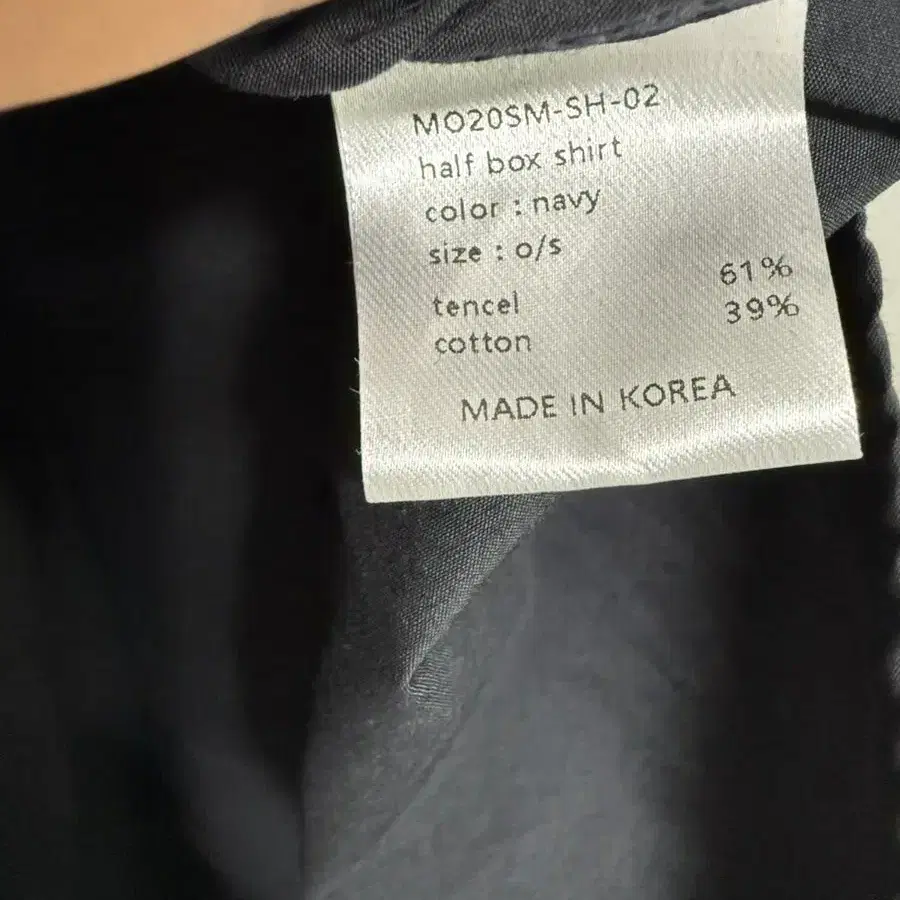 MO20SM-SH-02
half box shirt
color : navy
size : o/s
tencel 61%
cotton 39%
MADE IN KOREA